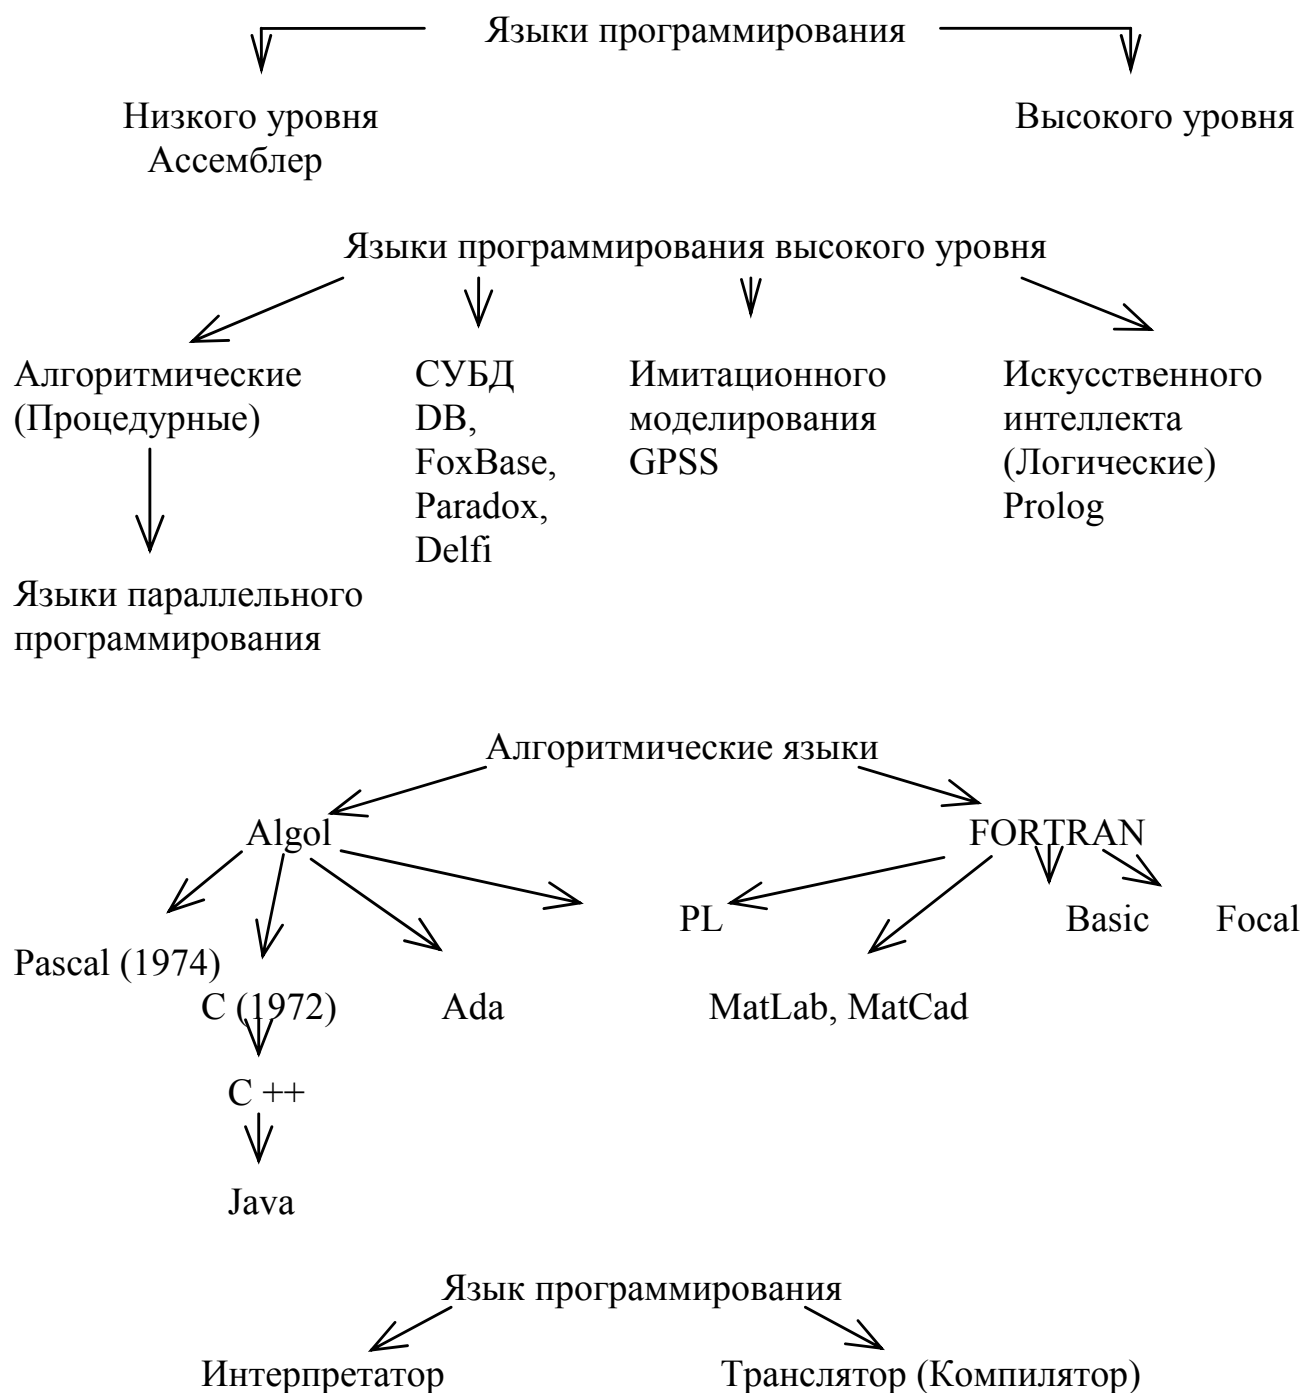 Языки программирования
Низкого уровня
Ассемблер
Высокого уровня
Языки программирования высокого уровня
Алгоритмические
(Процедурные)
СУБД
DB,
FoxBase,
Paradox,
Delfi
Имитационного
моделирования
GPSS
Искусственного
интеллекта
(Логические)
Prolog
Языки параллельного
программирования
Алгоритмические языки
Algol
FORTRAN
PL
Basic
Focal
Pascal (1974)
C (1972)
Ada
MatLab, MatCad
C ++
Java
Язык программирования
Интерпретатор
Транслятор (Компилятор)